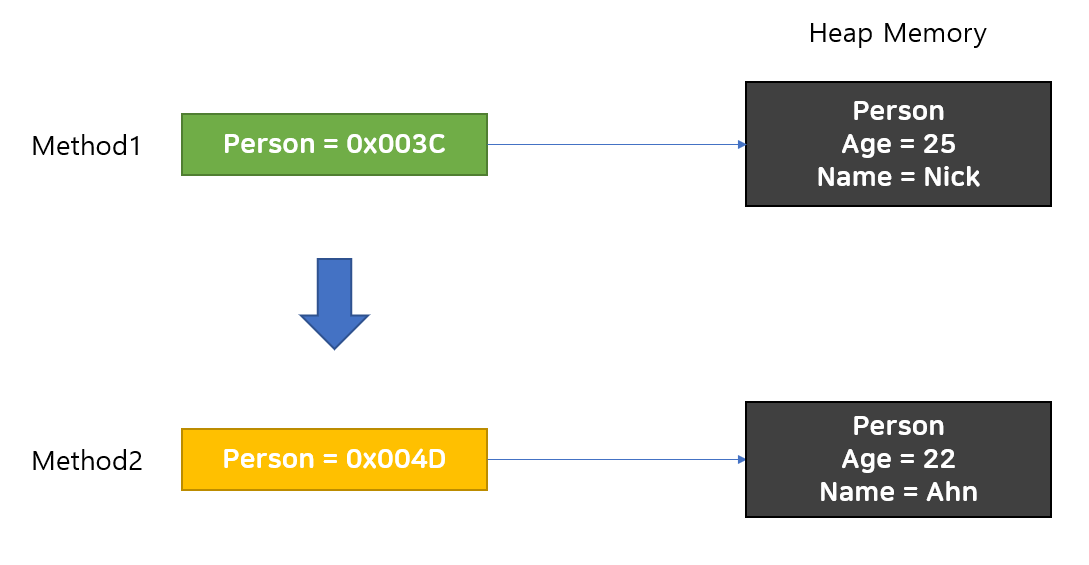 Heap Memory
Method1
Person = 0x003C
Person
Age = 25
Name = Nick
Method2
Person = 0x004D
Person
Age = 22
Name = Ahn